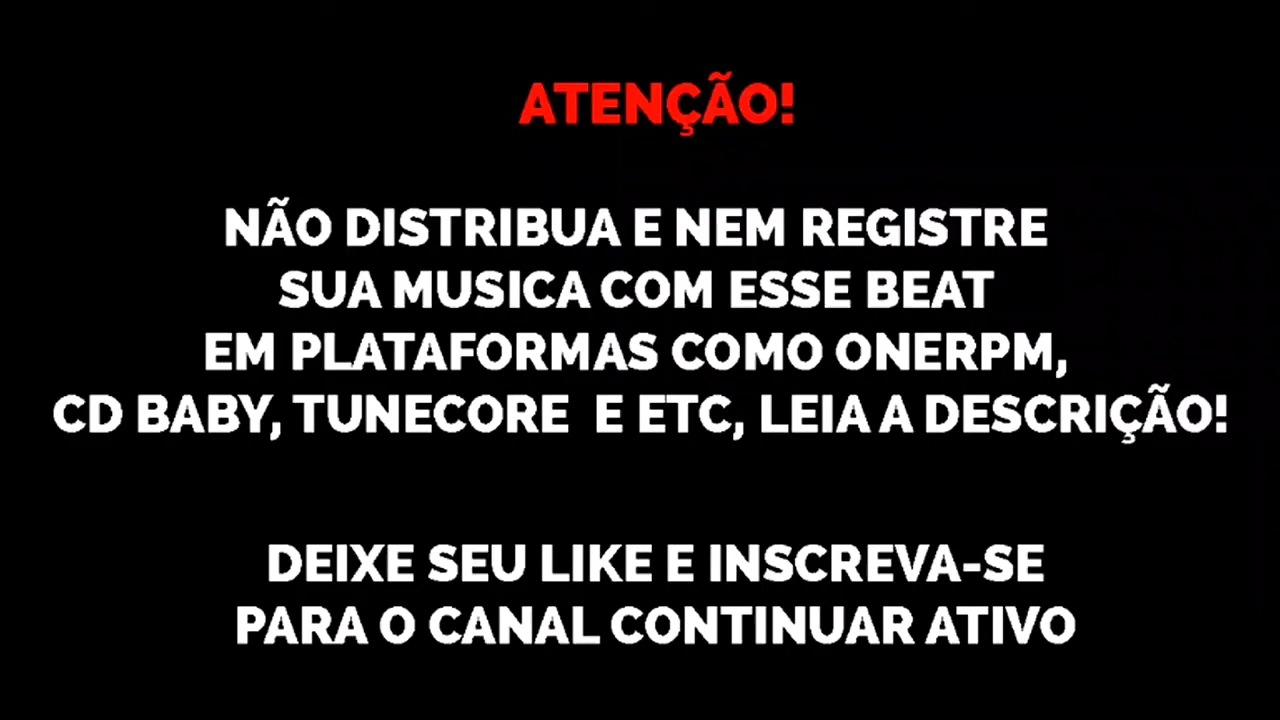 ATENÇÃO!
NÃO DISTRIBUA E NEM REGISTRE
SUA MUSICA COM ESSE BEAT
EM PLATAFORMAS COMO ONERPM,
CD BABY, TUNECORE E ETC, LEIA A DESCRIÇÃO!
DEIXE SEU LIKE E INSCREVA-SE
PARA O CANAL CONTINUAR ATIVO